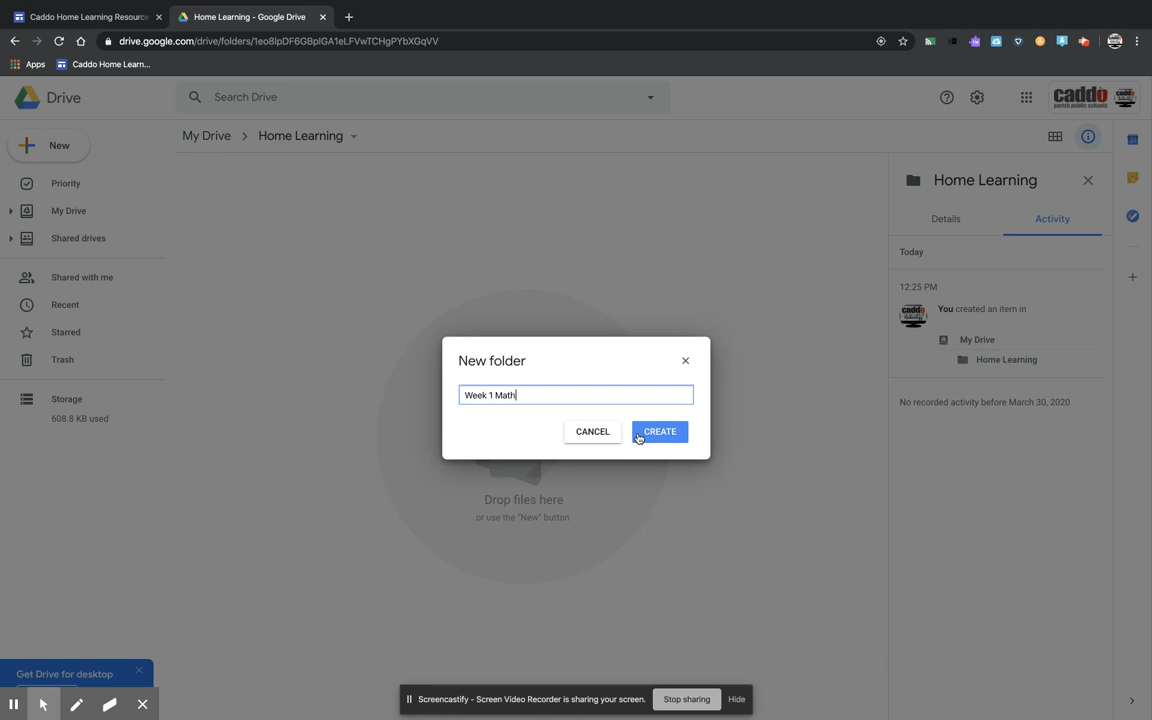 Caddo Home Learning Resource
Home Learning - Google Drive
drive.google.com/drive/folders/1eo8lpDF6GBplGA1eLFVwTCHgPYbXGqVV
Apps
Caddo Home Learn...
Drive
Search Drive
caddo
parish public schools
New
My Drive
Home Learning
Priority
My Drive
Shared drives
Shared with me
Recent
Starred
Trash
Storage
608.8 KB used
Home Learning
Details
Activity
Today
12:25 PM
You created an item in
My Drive
Home Learning
No recorded activity before March 30, 2020
New folder
Week 1 Math
CANCEL
CREATE
Drop files here
or use the "New" button.
Get Drive for desktop
Screencastify - Screen Video Recorder is sharing your screen.
Stop sharing
Hide